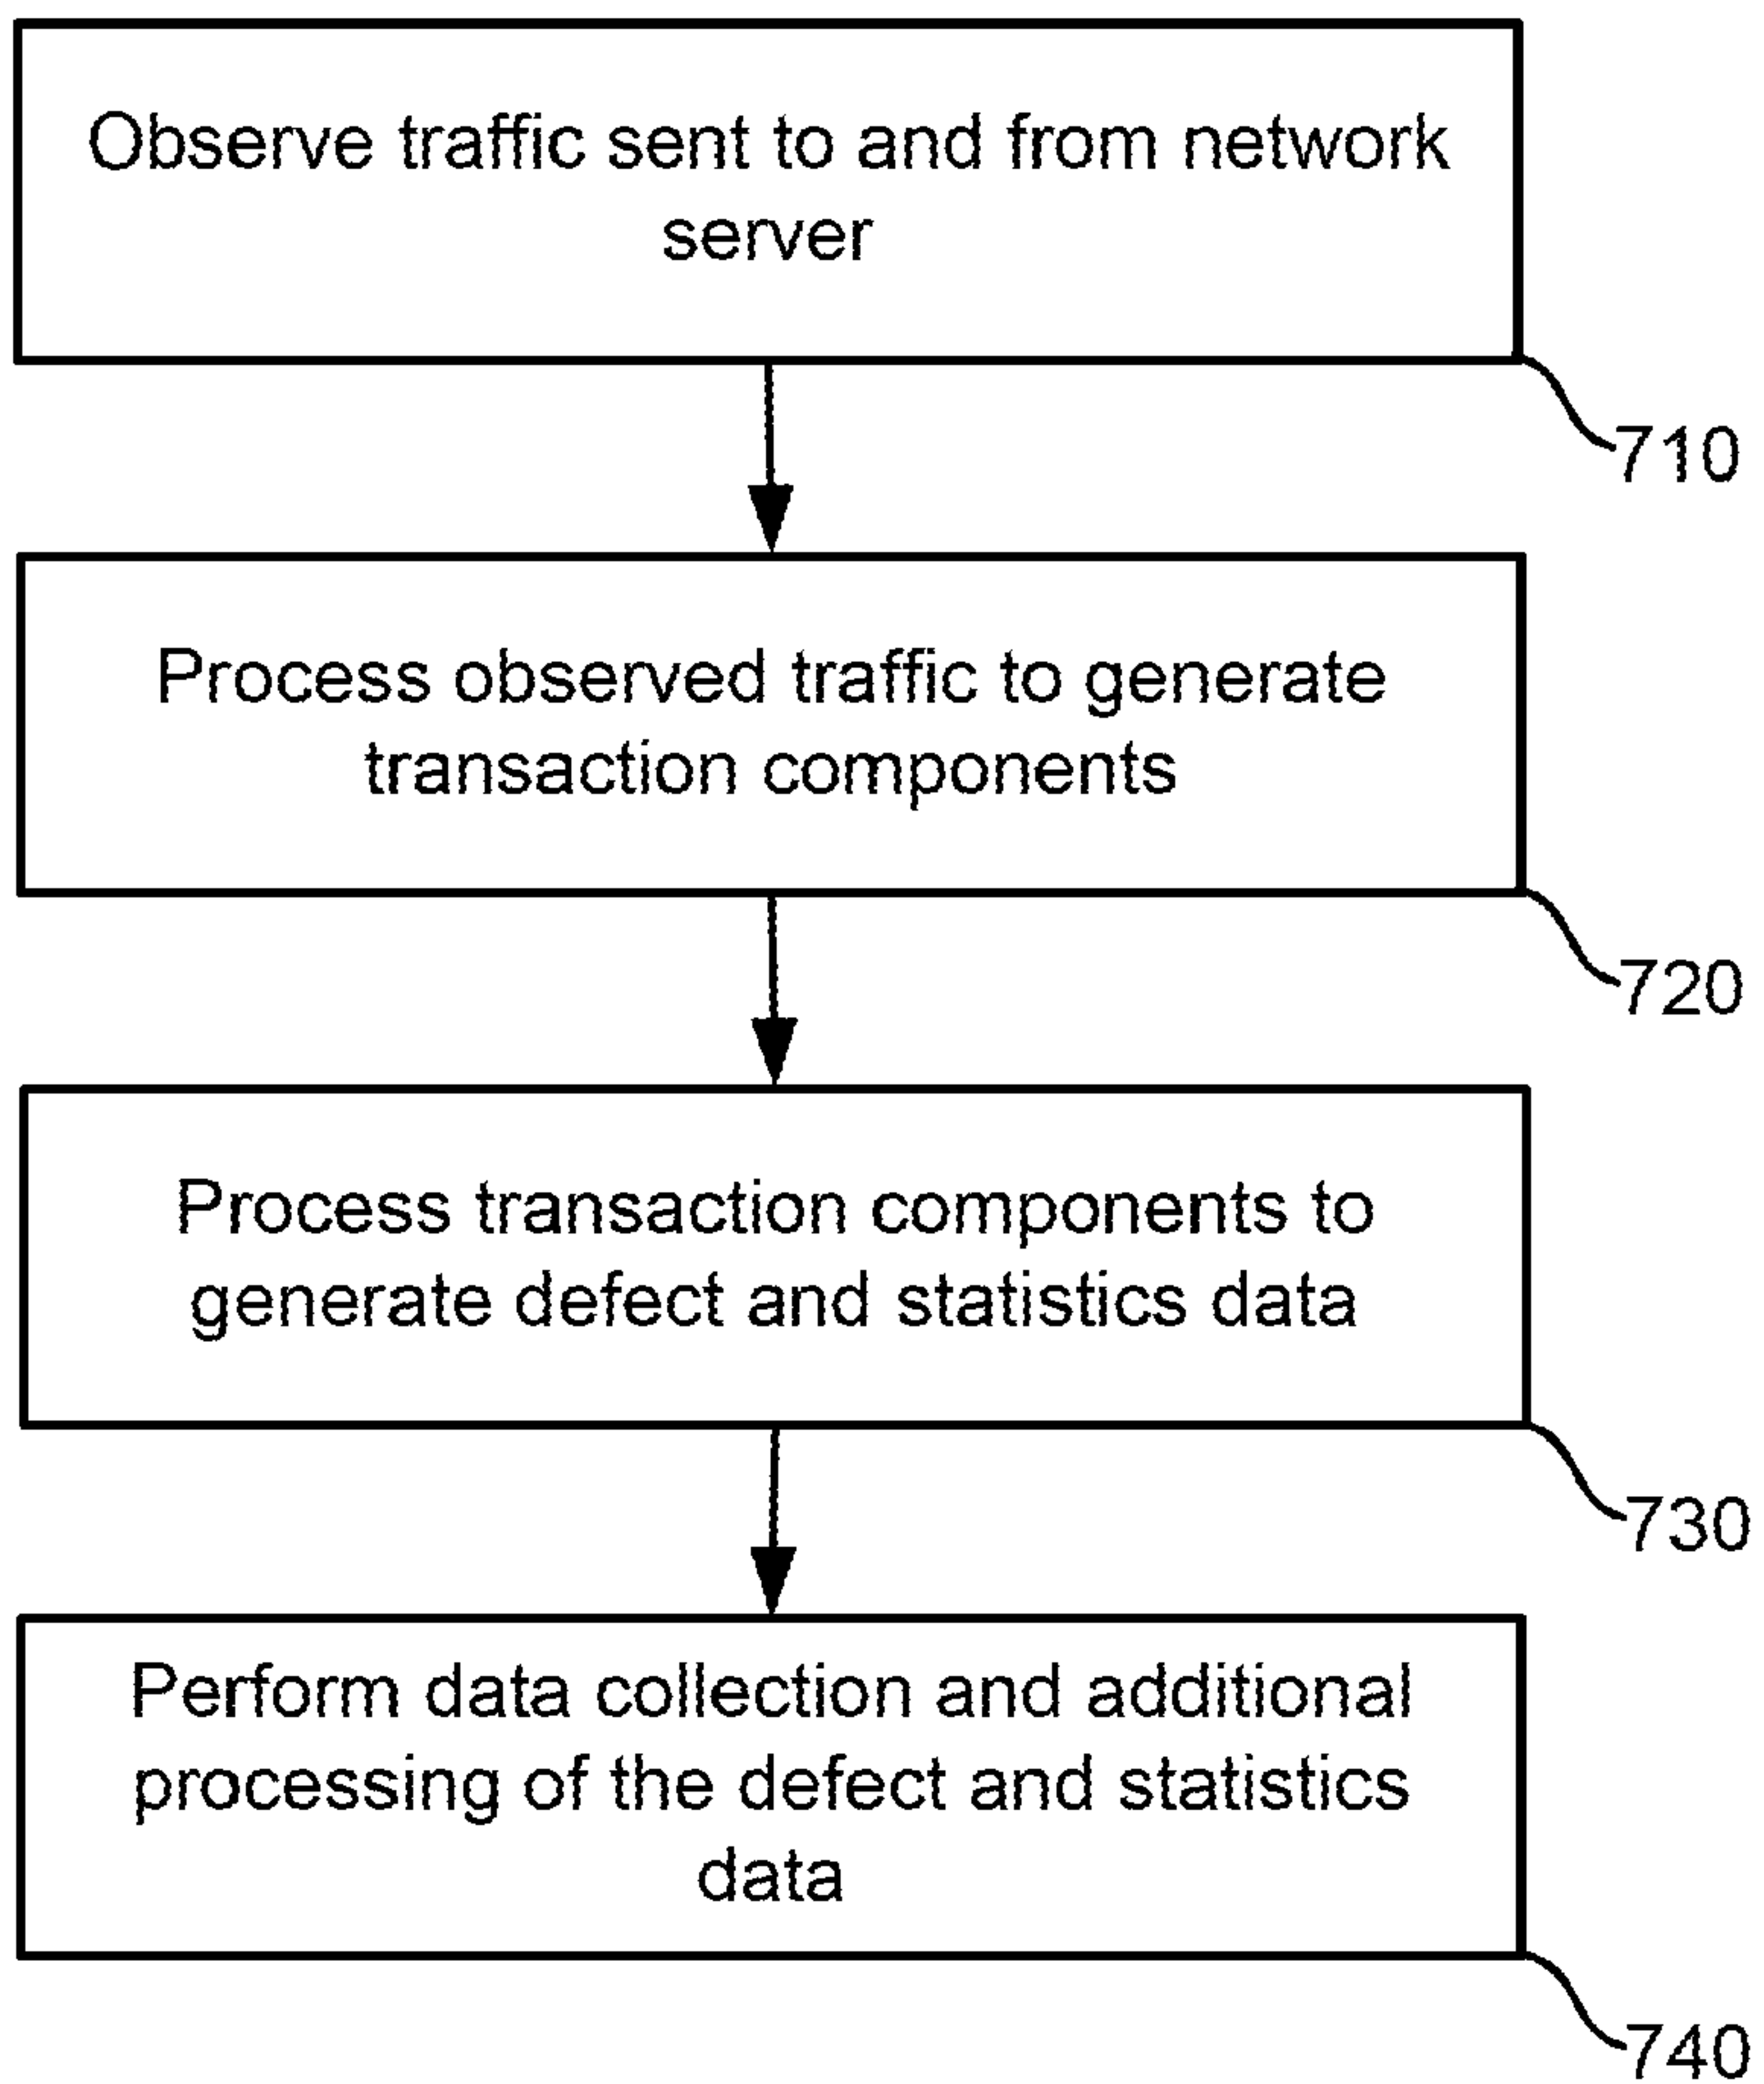 Observe traffic sent to and from network
server
710
Process observed traffic to generate
transaction components
720
Process transaction components to
generate defect and statistics data
730
Perform data collection and additional
processing of the defect and statistics
data
740